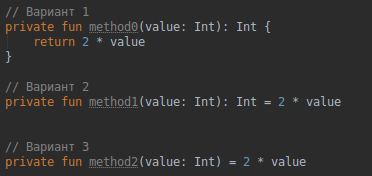 // Вариант 1
private fun method0(value: Int): Int {
    return 2 * value
}
// Вариант 2
private fun method1(value: Int): Int = 2 * value
// Вариант 3
private fun method2(value: Int) = 2 * value